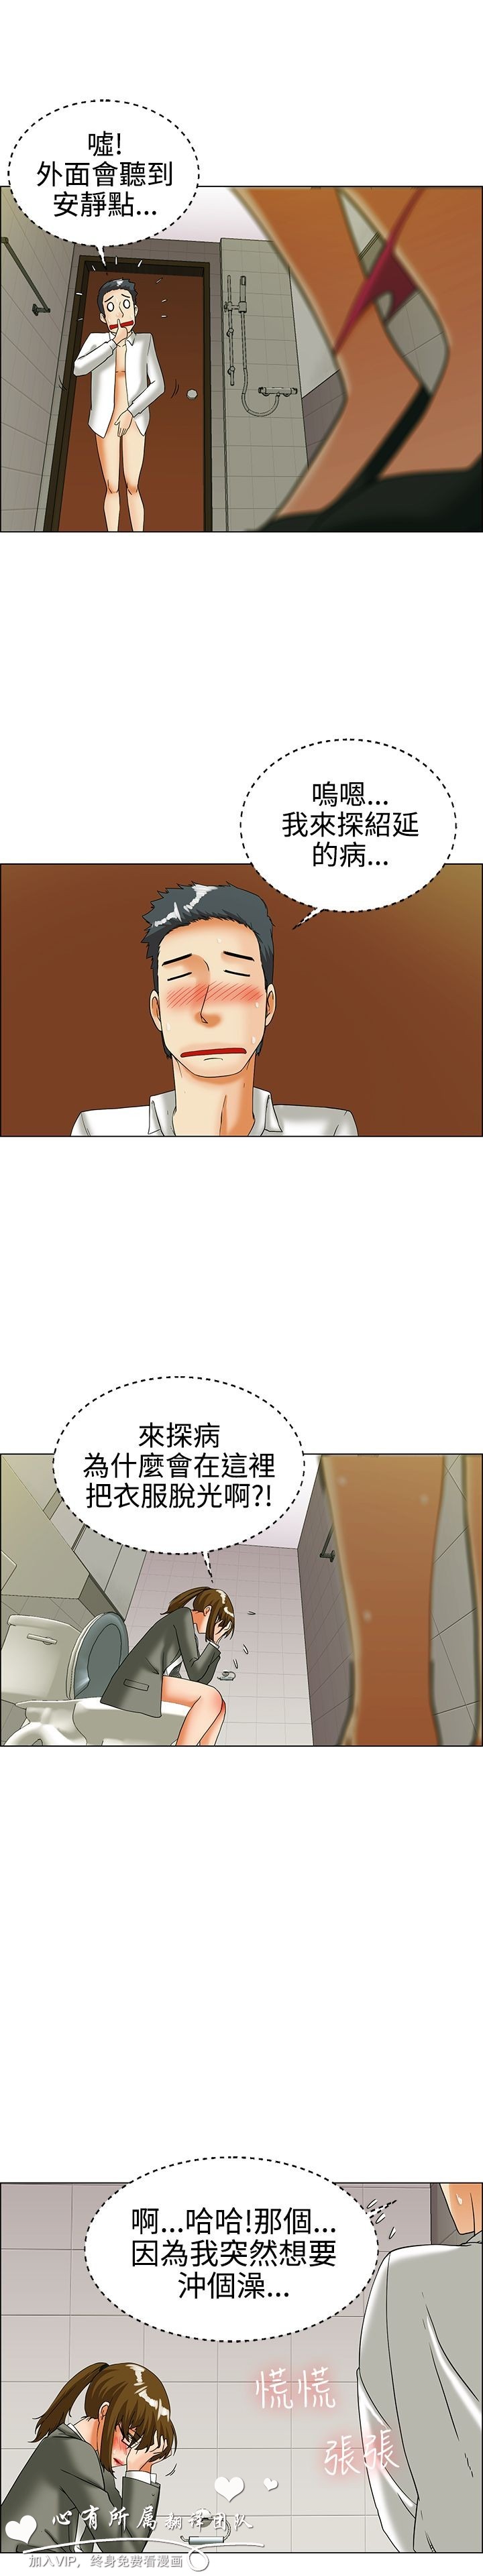 噓!
外面會聽到
安靜點...
嗚嗯...
我來探紹延
的病...
來探病
為什麼會在這裡
把衣服脫光啊?!
啊...哈哈!那個...
因為我突然想要
沖個澡...
慌慌
張張
心有所属翻译团队
加入VIP，终身免费看漫画